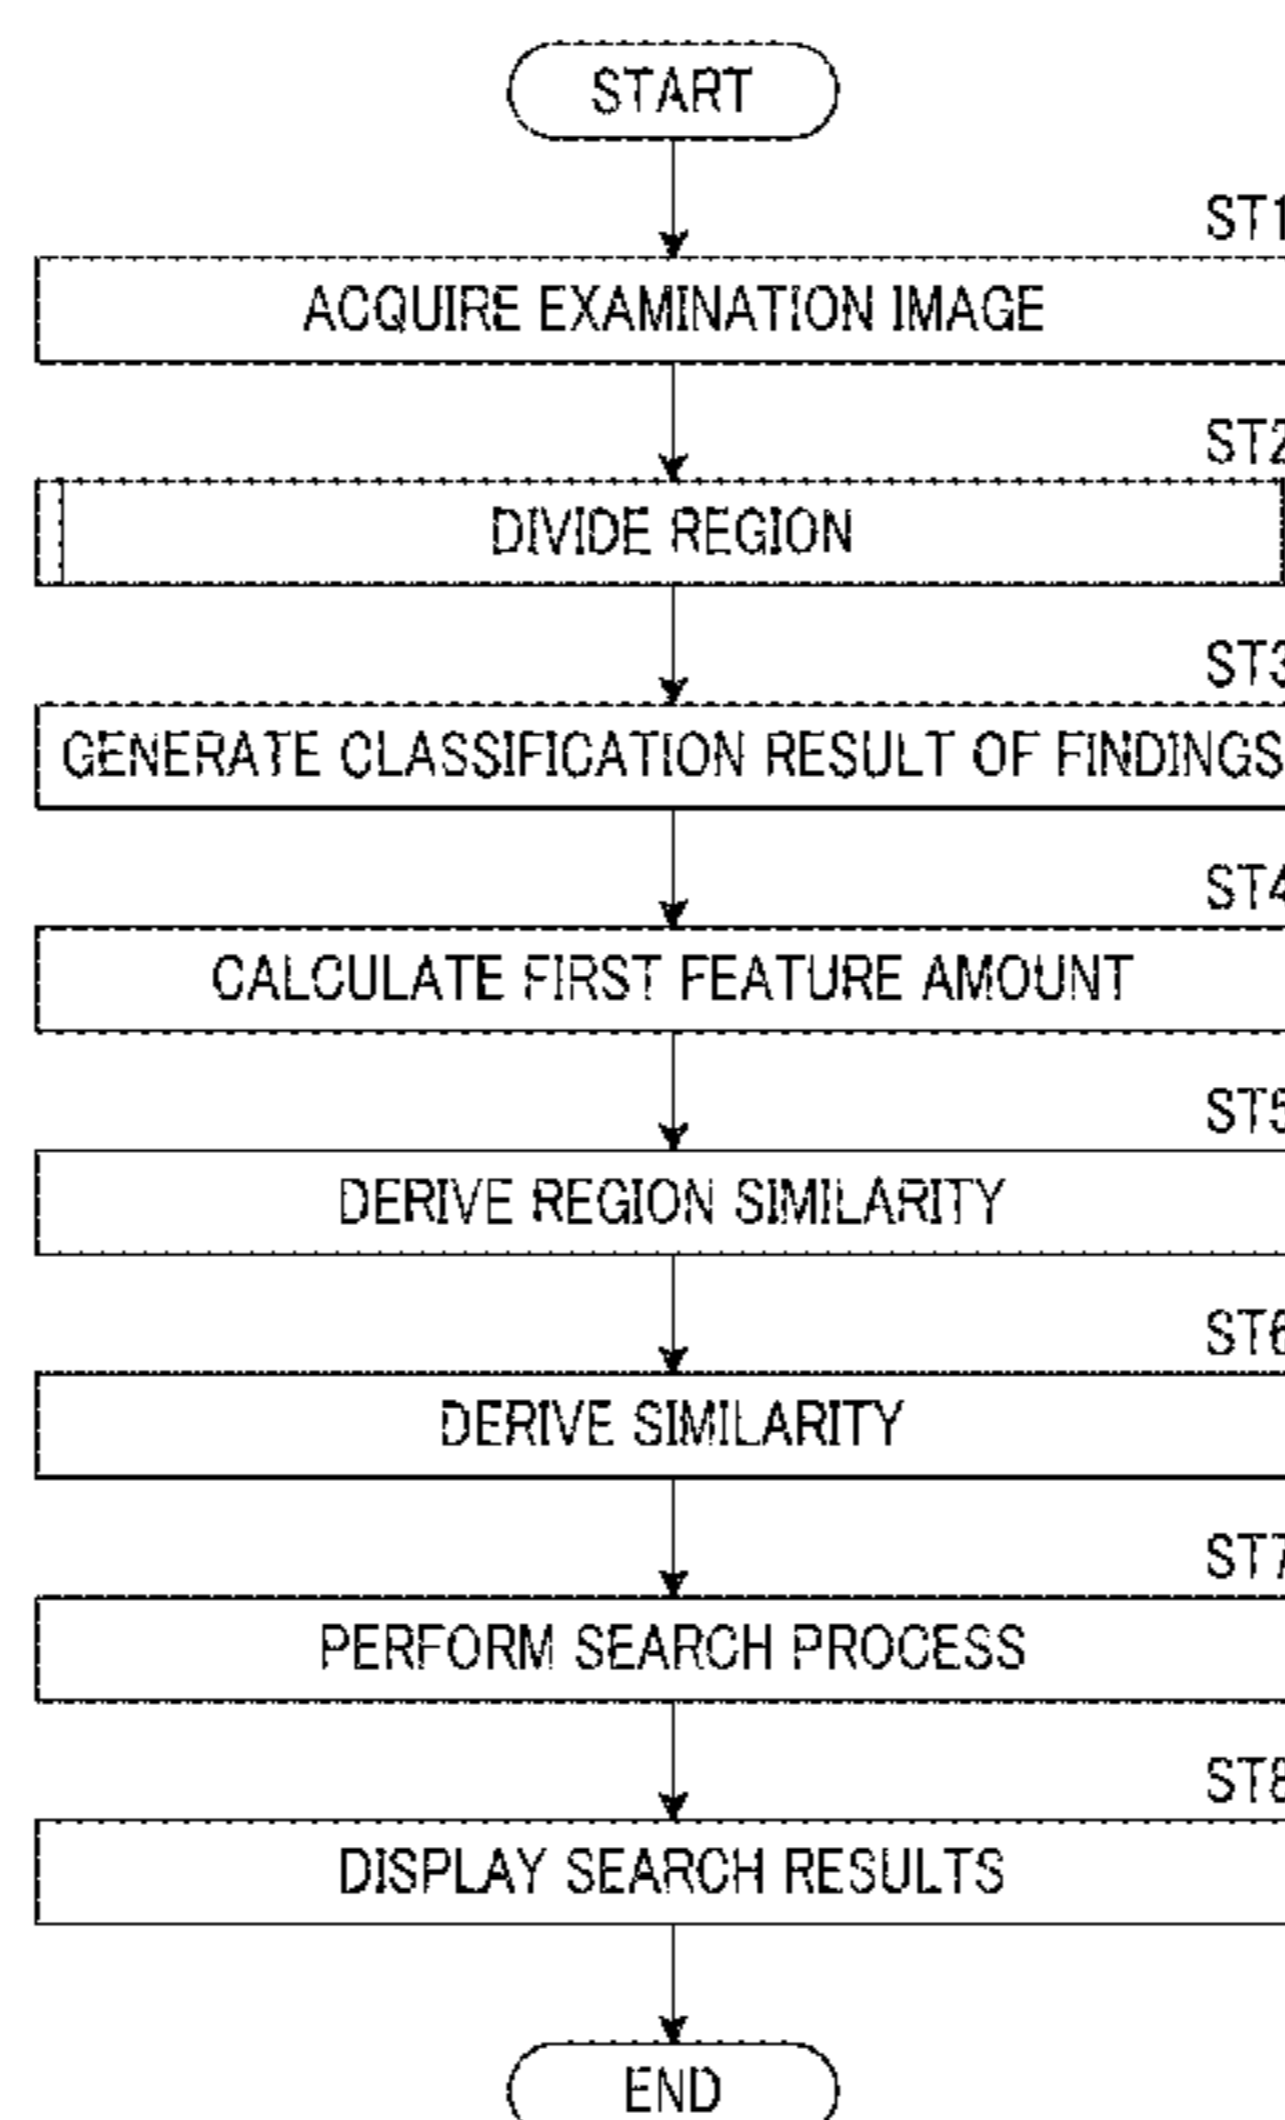 START
ST1
ACQUIRE EXAMINATION IMAGE
ST2
DIVIDE REGION
ST3
GENERATE CLASSIFICATION RESULT OF FINDINGS
ST4
CALCULATE FIRST FEATURE AMOUNT
ST5
DERIVE REGION SIMILARITY
ST6
DERIVE SIMILARITY
ST7
PERFORM SEARCH PROCESS
ST8
DISPLAY SEARCH RESULTS
END